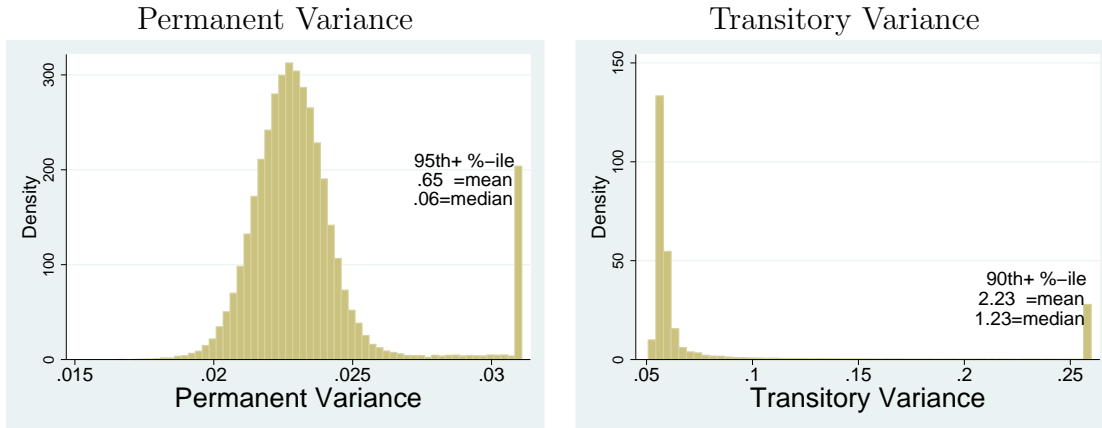 Permanent Variance
Transitory Variance
300
200
100
0
Density
95th+ %-ile
.65 =mean
.06=median
.015
.02
.025
.03
Permanent Variance
150
100
50
0
Density
90th+ %-ile
2.23 =mean
1.23=median
.05
.1
.15
.2
.25
Transitory Variance